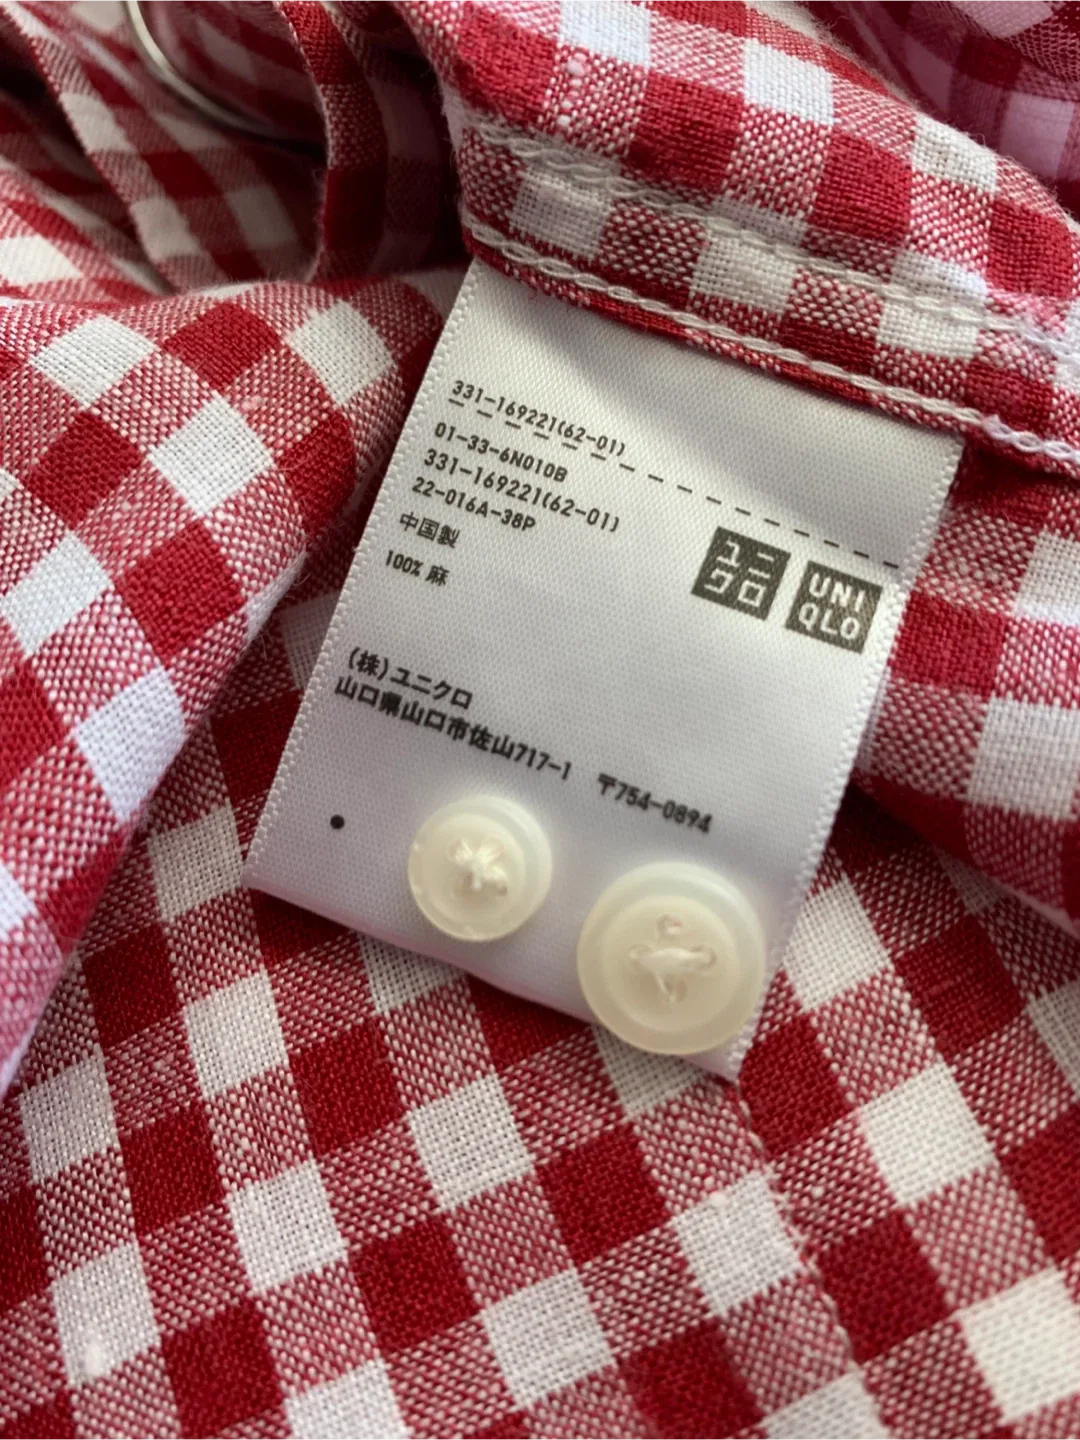 331-169221(62-01)
01-33-6N010B
331-169221(62-01)
22-016A-38P
中国製
100% 麻
ユニ
クロ
UNI
QLO
(株)ユニクロ
山口県山口市佐山717-1 〒754-0894